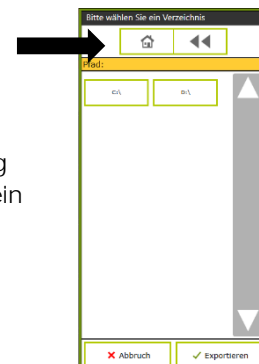 Bitte wählen Sie ein Verzeichnis
Pfad:
C:\
D:\
g
ein
Abbruch
Exportieren